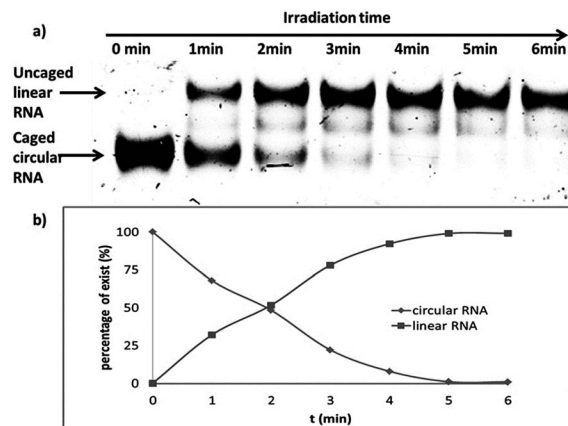 Irradiation time
a)
0 min 1min 2min 3min 4min 5min 6min
Uncaged
linear
RNA
Caged
circular
RNA
b)
percentage of exist (%)
100
75
50
25
0
circular RNA
linear RNA
0 1 2 3 4 5 6
t (min)